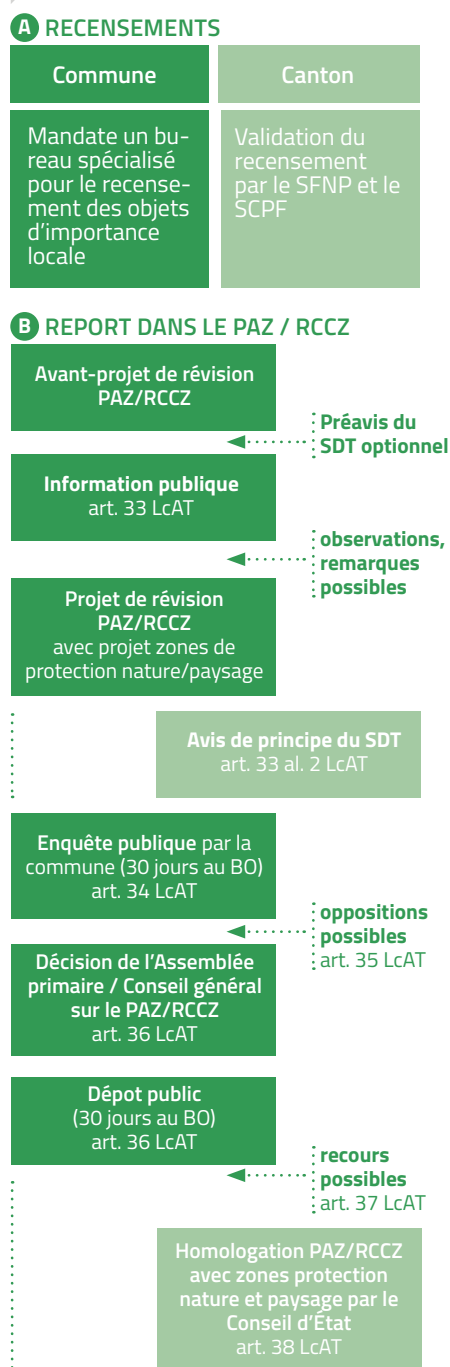 A RECENSEMENTS
Commune
Canton
Mandate un bu-
reau spécialisé
pour le recense-
ment des objets
d'importance
locale
Validation du
recensement
par le SFNP et le
SCPF
B REPORT DANS LE PAZ / RCCZ
Avant-projet de révision
PAZ/RCCZ
Préavis du
SDT optionnel
Information publique
art. 33 LcAT
observations,
remarques
possibles
Projet de révision
PAZ/RCCZ
avec projet zones de
protection nature/paysage
Avis de principe du SDT
art. 33 al. 2 LcAT
Enquête publique par la
commune (30 jours au BO)
art. 34 LcAT
oppositions
possibles
art. 35 LcAT
Décision de l'Assemblée
primaire / Conseil général
sur le PAZ/RCCZ
art. 36 LcAT
Dépot public
(30 jours au BO)
art. 36 LcAT
recours
possibles
art. 37 LcAT
Homologation PAZ/RCCZ
avec zones protection
nature et paysage par le
Conseil d'État
art. 38 LcAT